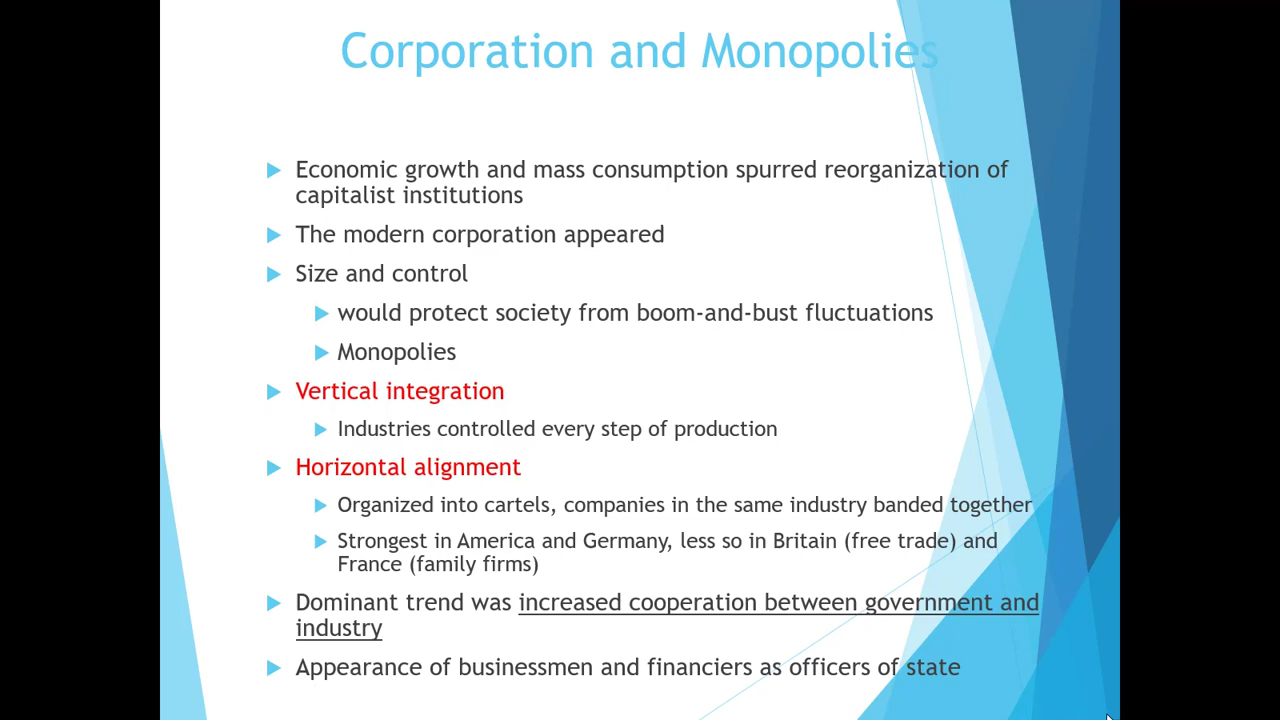 Corporation and Monopolies
Economic growth and mass consumption spurred reorganization of
capitalist institutions
The modern corporation appeared
Size and control
would protect society from boom-and-bust fluctuations
Monopolies
Vertical integration
Industries controlled every step of production
Horizontal alignment
Organized into cartels, companies in the same industry banded together
Strongest in America and Germany, less so in Britain (free trade) and
France (family firms)
Dominant trend was increased cooperation between government and
industry
Appearance of businessmen and financiers as officers of state